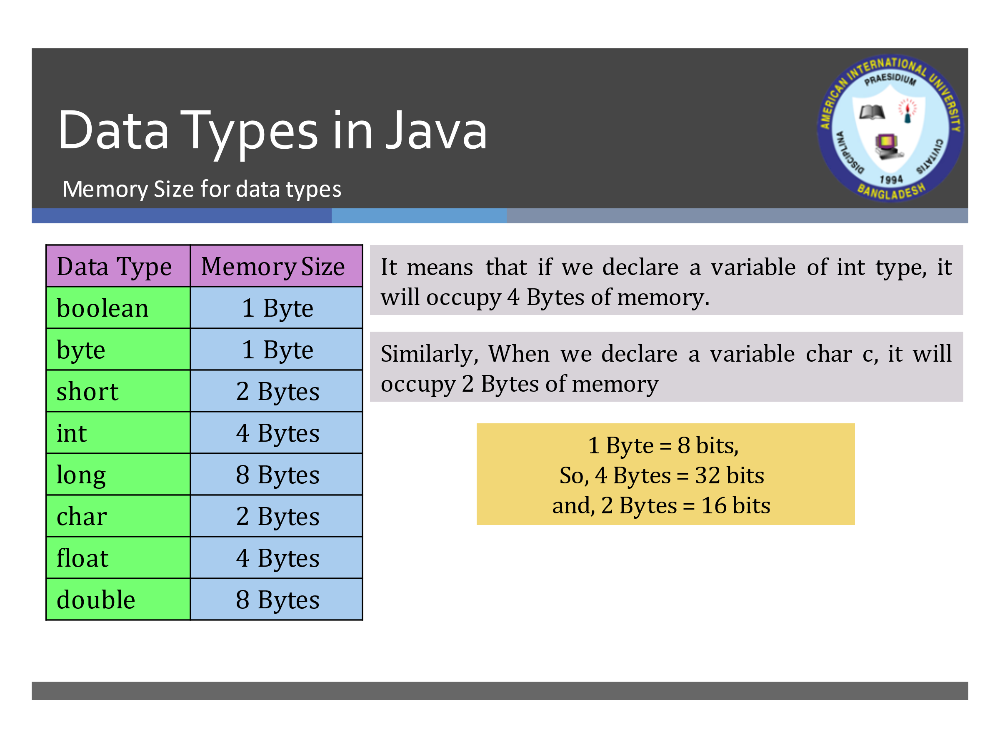 AMERICAN INTERNATIONAL UNIVERSITY
PRAESIDIUM
DISCIPLINA
CIVITATIS
1994
BANGLADESH
Data Types in Java
Memory Size for data types
Data Type Memory Size
boolean 1 Byte
byte 1 Byte
short 2 Bytes
int 4 Bytes
long 8 Bytes
char 2 Bytes
float 4 Bytes
double 8 Bytes
It means that if we declare a variable of int type, it
will occupy 4 Bytes of memory.
Similarly, When we declare a variable char c, it will
occupy 2 Bytes of memory
1 Byte = 8 bits,
So, 4 Bytes = 32 bits
and, 2 Bytes = 16 bits